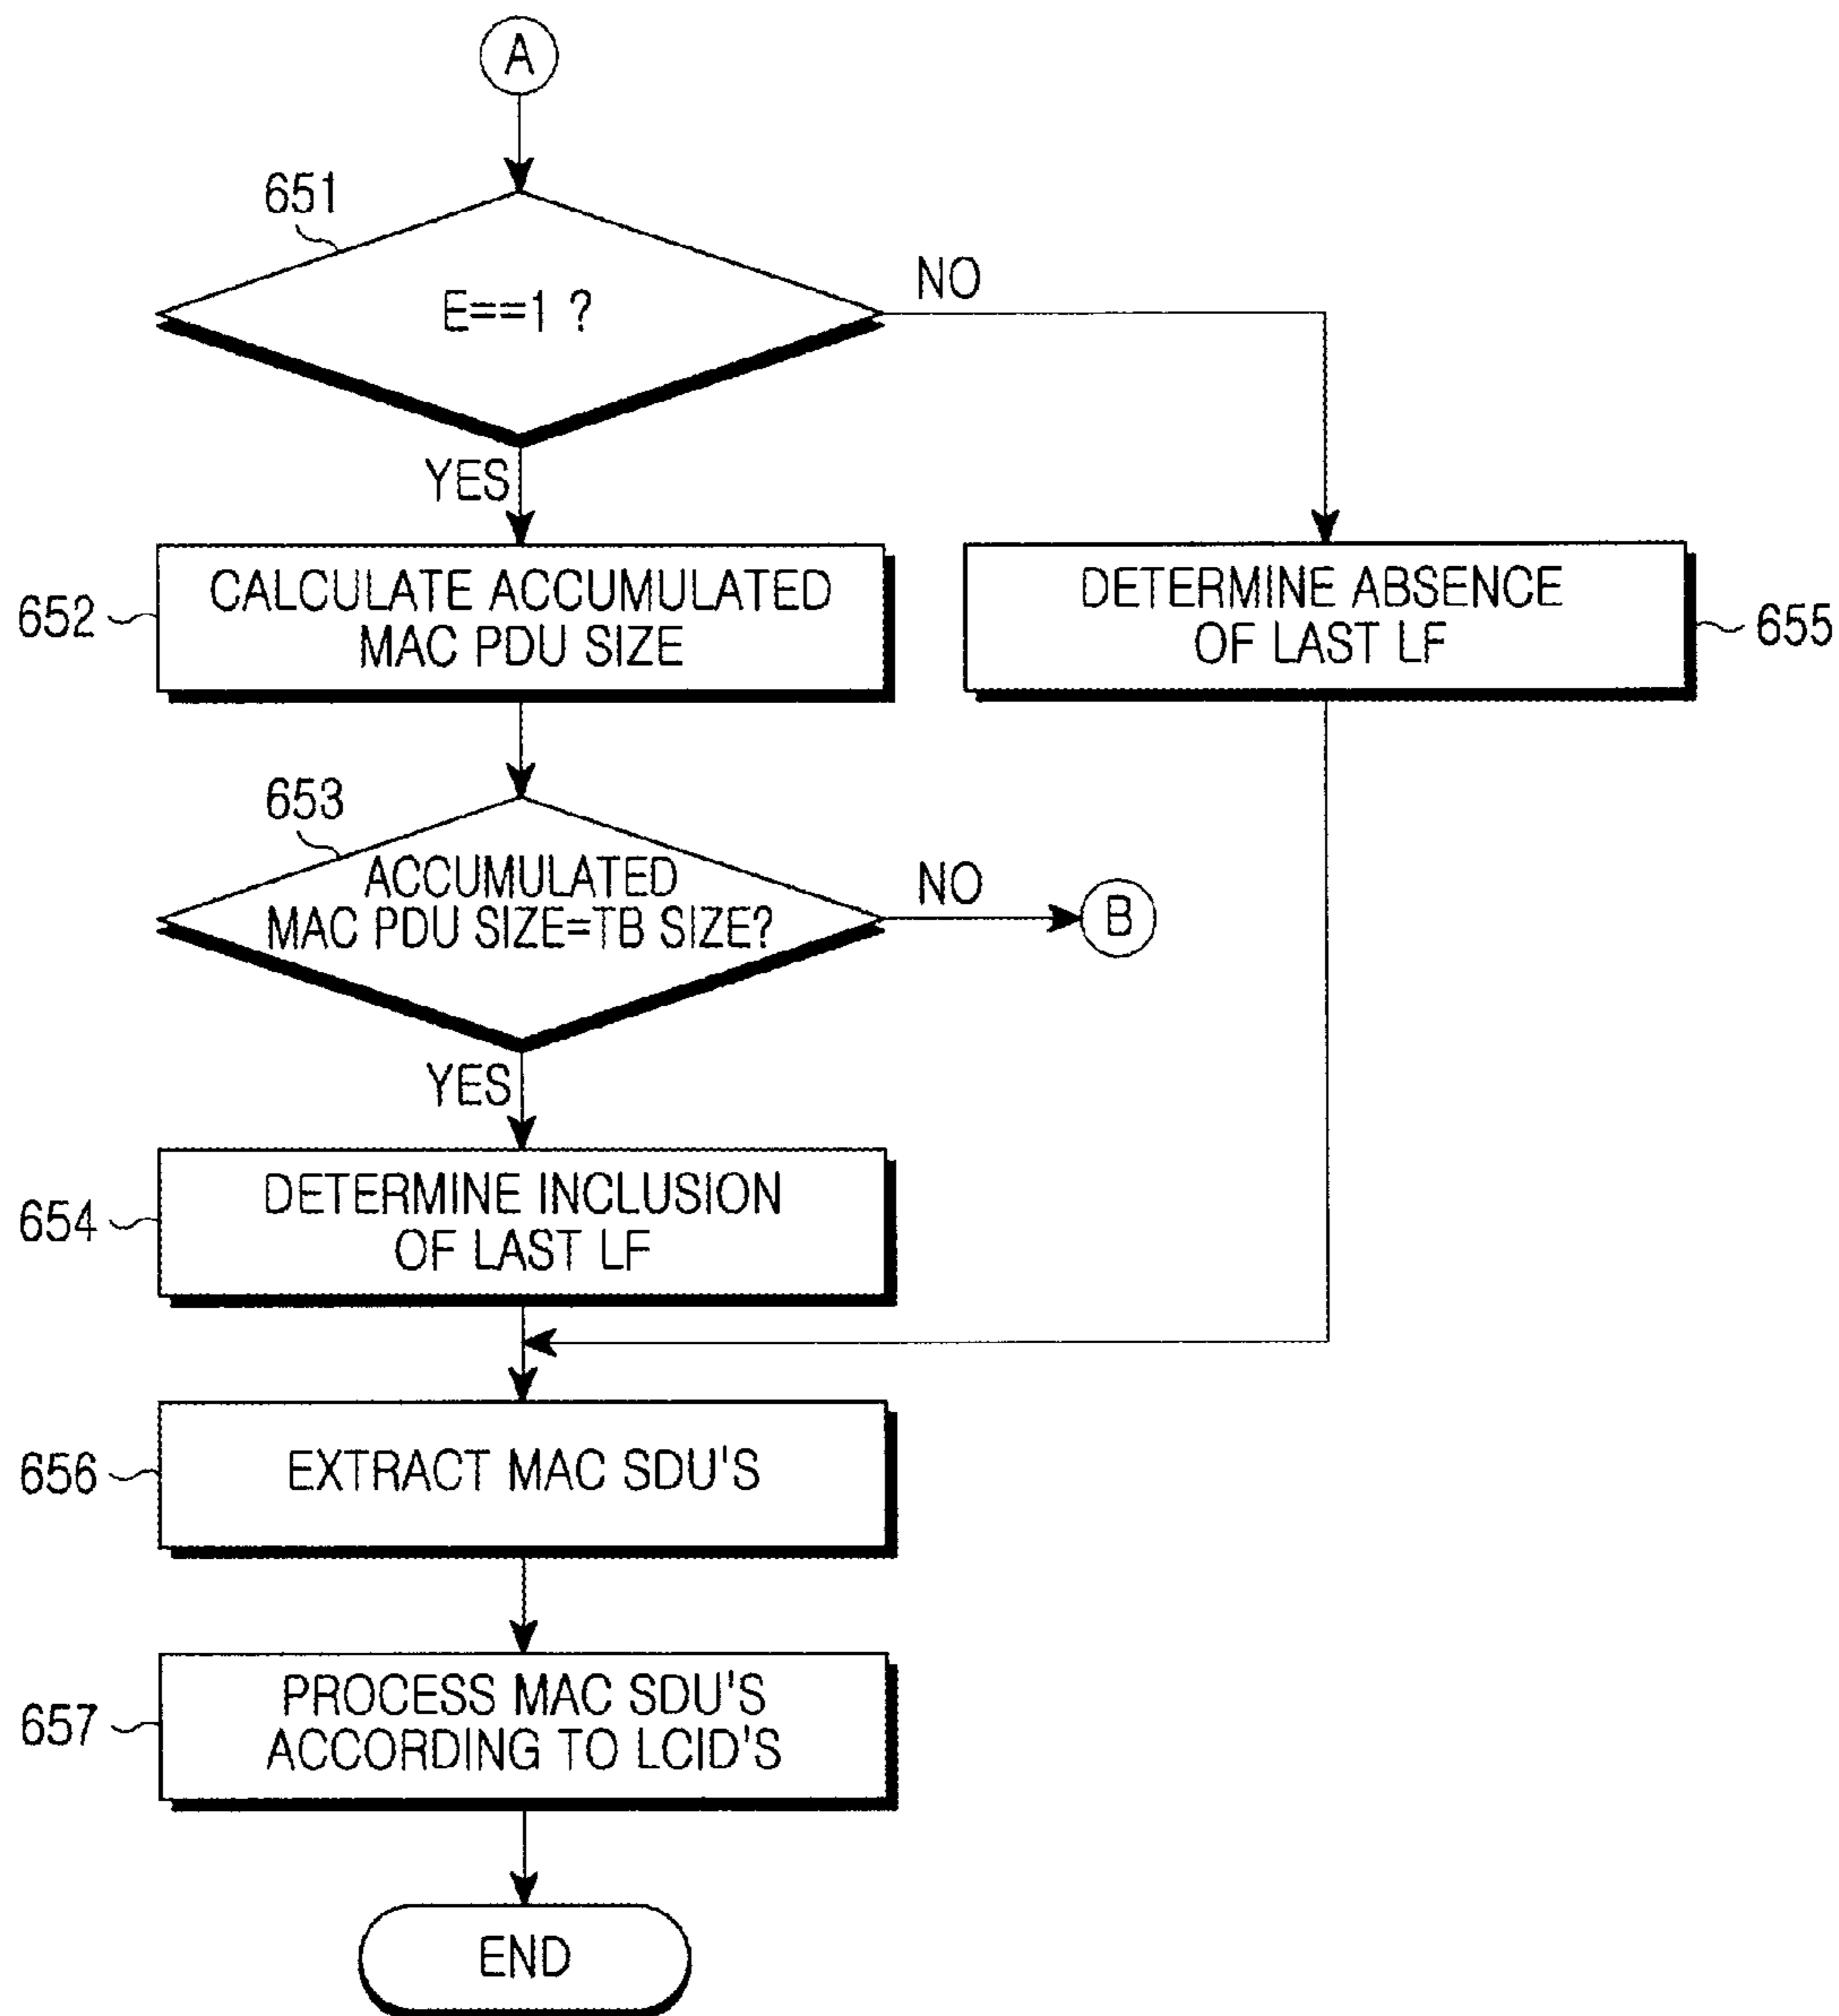 A
651
E==1 ?
NO
YES
652
CALCULATE ACCUMULATED
MAC PDU SIZE
DETERMINE ABSENCE
OF LAST LF
655
653
ACCUMULATED
MAC PDU SIZE=TB SIZE?
NO
B
YES
654
DETERMINE INCLUSION
OF LAST LF
656
EXTRACT MAC SDU'S
657
PROCESS MAC SDU'S
ACCORDING TO LCID'S
END